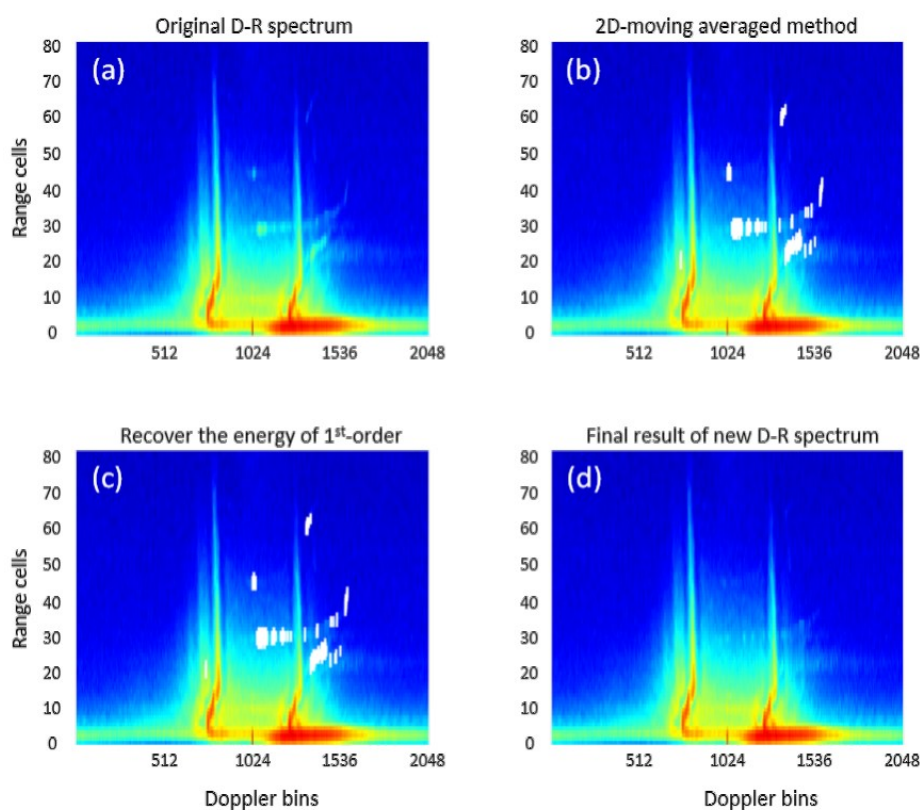 Original D-R spectrum
2D-moving averaged method
(a)
(b)
80
70
60
50
40
30
20
10
0
Range cells
80
70
60
50
40
30
20
10
0
512 1024 1536 2048
512 1024 1536 2048
Recover the energy of 1st-order
Final result of new D-R spectrum
(c)
(d)
80
70
60
50
40
30
20
10
0
Range cells
80
70
60
50
40
30
20
10
0
512 1024 1536 2048
512 1024 1536 2048
Doppler bins
Doppler bins